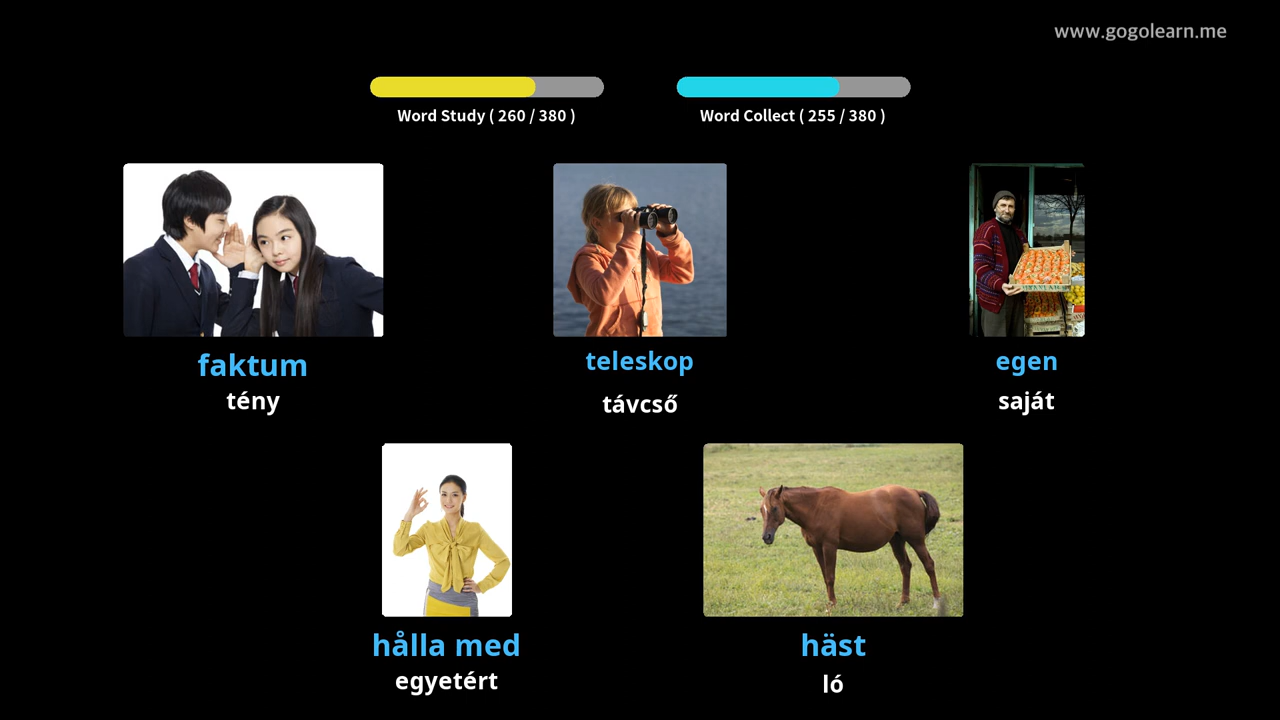 www.gogolearn.me
Word Study ( 260 / 380 )
Word Collect ( 255 / 380 )
faktum
tény
teleskop
távcső
egen
saját
hålla med
egyetért
häst
ló